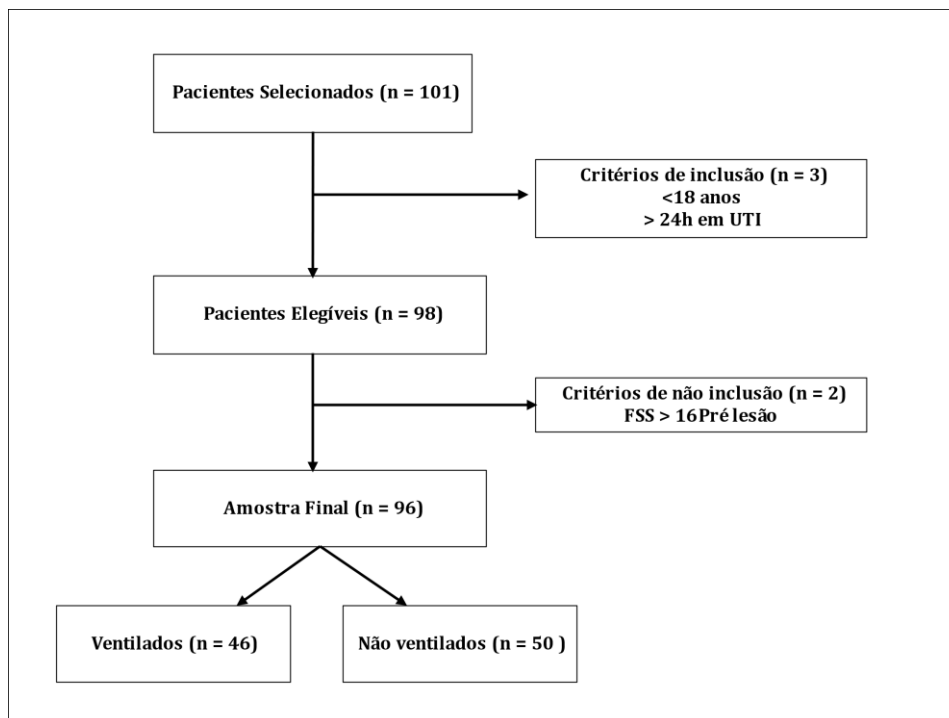 Pacientes Selecionados (n = 101)
Critérios de inclusão (n = 3)
<18 anos
> 24h em UTI
Pacientes Elegíveis (n = 98)
Critérios de não inclusão (n = 2)
FSS > 16Pré lesão
Amostra Final (n = 96)
Ventilados (n = 46)
Não ventilados (n = 50 )